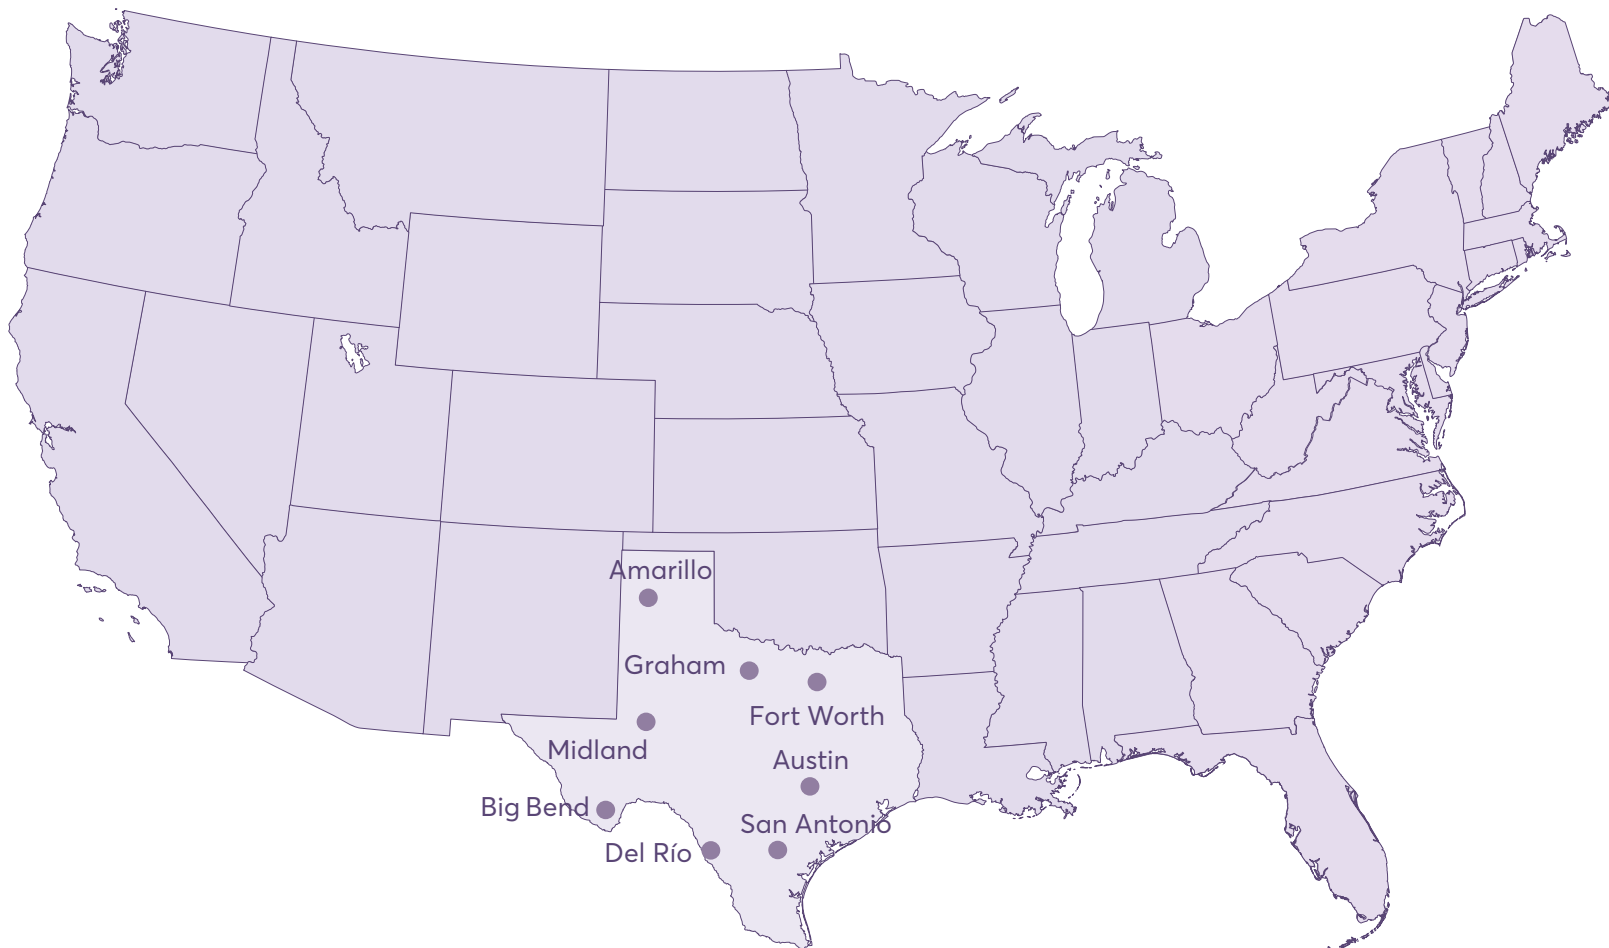 Amarillo
Graham
Fort Worth
Midland
Austin
Big Bend
San Antonio
Del Río